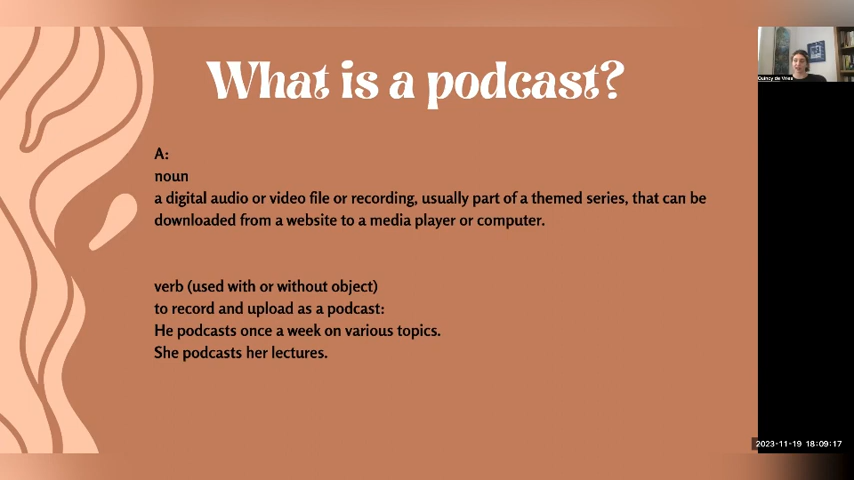 What is a podcast?
A:
noun
a digital audio or video file or recording, usually part of a themed series, that can be
downloaded from a website to a media player or computer.
verb (used with or without object)
to record and upload as a podcast:
He podcasts once a week on various topics.
She podcasts her lectures.
Quincy de Vries
2023-11-19 18:09:17